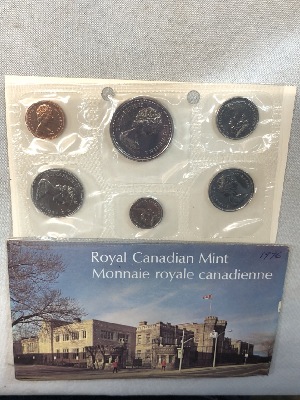 Royal Canadian Mint 1976
Monnaie royale canadienne